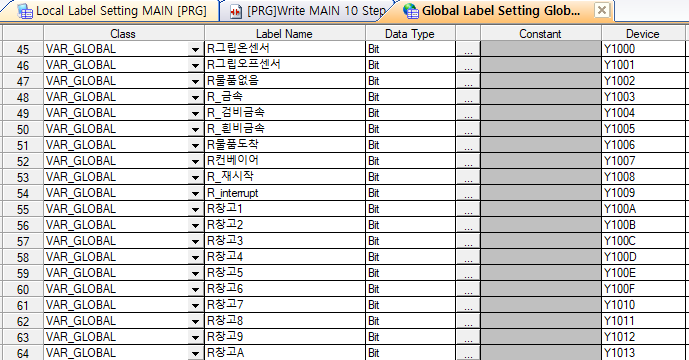 Local Label Setting MAIN [PRG] [PRG]Write MAIN 10 Step Global Label Setting Glob...
Class Label Name Data Type Constant Device
45 VAR_GLOBAL R그립온센서 Bit ... Y1000
46 VAR_GLOBAL R그립오프센서 Bit ... Y1001
47 VAR_GLOBAL R물품없음 Bit ... Y1002
48 VAR_GLOBAL R_금속 Bit ... Y1003
49 VAR_GLOBAL R_검비금속 Bit ... Y1004
50 VAR_GLOBAL R_흰비금속 Bit ... Y1005
51 VAR_GLOBAL R물품도착 Bit ... Y1006
52 VAR_GLOBAL R컨베이어 Bit ... Y1007
53 VAR_GLOBAL R_재시작 Bit ... Y1008
54 VAR_GLOBAL R_interrupt Bit ... Y1009
55 VAR_GLOBAL R창고1 Bit ... Y100A
56 VAR_GLOBAL R창고2 Bit ... Y100B
57 VAR_GLOBAL R창고3 Bit ... Y100C
58 VAR_GLOBAL R창고4 Bit ... Y100D
59 VAR_GLOBAL R창고5 Bit ... Y100E
60 VAR_GLOBAL R창고6 Bit ... Y100F
61 VAR_GLOBAL R창고7 Bit ... Y1010
62 VAR_GLOBAL R창고8 Bit ... Y1011
63 VAR_GLOBAL R창고9 Bit ... Y1012
64 VAR_GLOBAL R창고A Bit ... Y1013